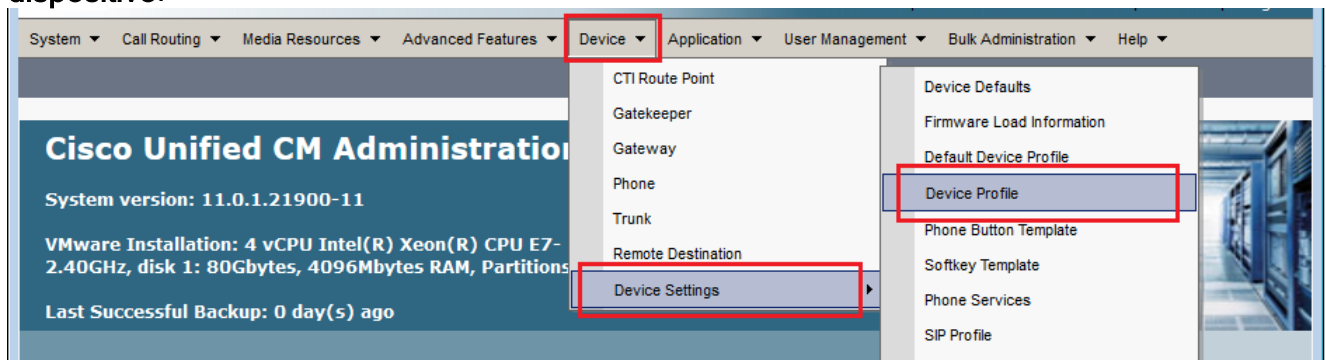 System Call Routing Media Resources Advanced Features Device Application User Management Bulk Administration Help
CTI Route Point
Gatekeeper
Gateway
Phone
Trunk
Remote Destination
Device Settings
Device Defaults
Firmware Load Information
Default Device Profile
Device Profile
Phone Button Template
Softkey Template
Phone Services
SIP Profile
Cisco Unified CM Administration
System version: 11.0.1.21900-11
VMware Installation: 4 vCPU Intel(R) Xeon(R) CPU E7-
2.40GHz, disk 1: 80Gbytes, 4096Mbytes RAM, Partitions
Last Successful Backup: 0 day(s) ago